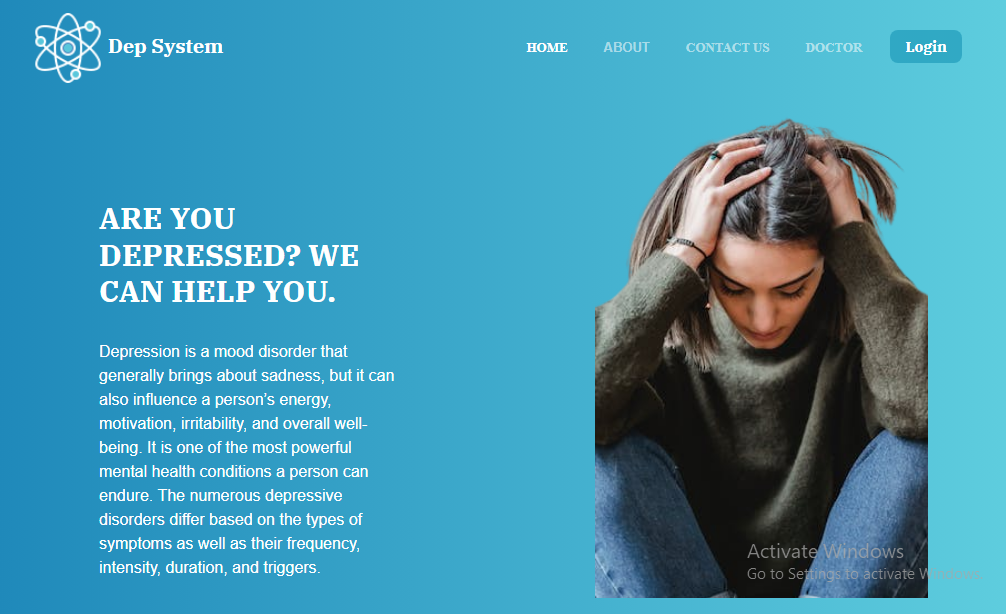 Dep System
HOME
ABOUT
CONTACT US
DOCTOR
Login
ARE YOU
DEPRESSED? WE
CAN HELP YOU.
Depression is a mood disorder that
generally brings about sadness, but it can
also influence a person's energy,
motivation, irritability, and overall well-
being. It is one of the most powerful
mental health conditions a person can
endure. The numerous depressive
disorders differ based on the types of
symptoms as well as their frequency,
intensity, duration, and triggers.
Activate Windows
Go to Settings to activate Windows.